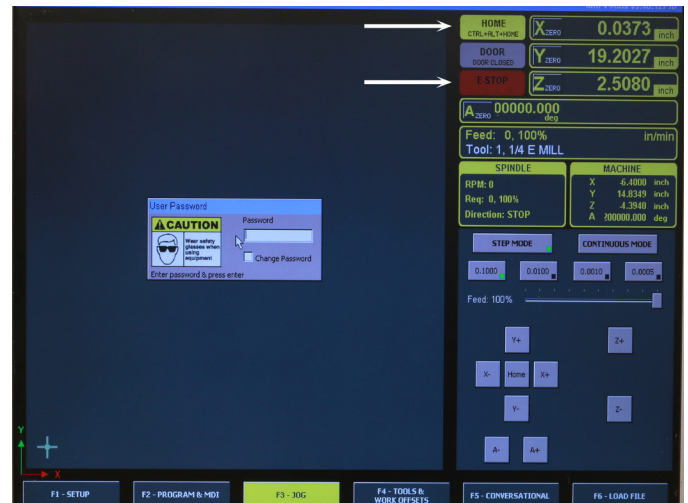 HOME
CTRL+ALT+HOME
XZERO 0.0373 inch
DOOR
DOOR CLOSED
YZERO 19.2027 inch
E-STOP
ZZERO 2.5080 inch
AZERO 00000.000 deg
Feed: 0, 100% in/min
Tool: 1, 1/4 E MILL
SPINDLE
RPM: 0
Req: 0, 100%
Direction: STOP
MACHINE
X -6.4000 inch
Y 14.8349 inch
Z -4.3940 inch
A ?00000.000 deg
User Password
CAUTION
Wear safety
glasses when
using
equipment
Password
Change Password
Enter password & press enter
STEP MODE
CONTINUOUS MODE
0.1000
0.0100
0.0010
0.0005
Feed: 100%
Y+
Z+
X-
Home
X+
Y-
Z-
A-
A+
Y
X
F1 - SETUP
F2 - PROGRAM & MDI
F3 - JOG
F4 - TOOLS &
WORK OFFSETS
F5 - CONVERSATIONAL
F6 - LOAD FILE